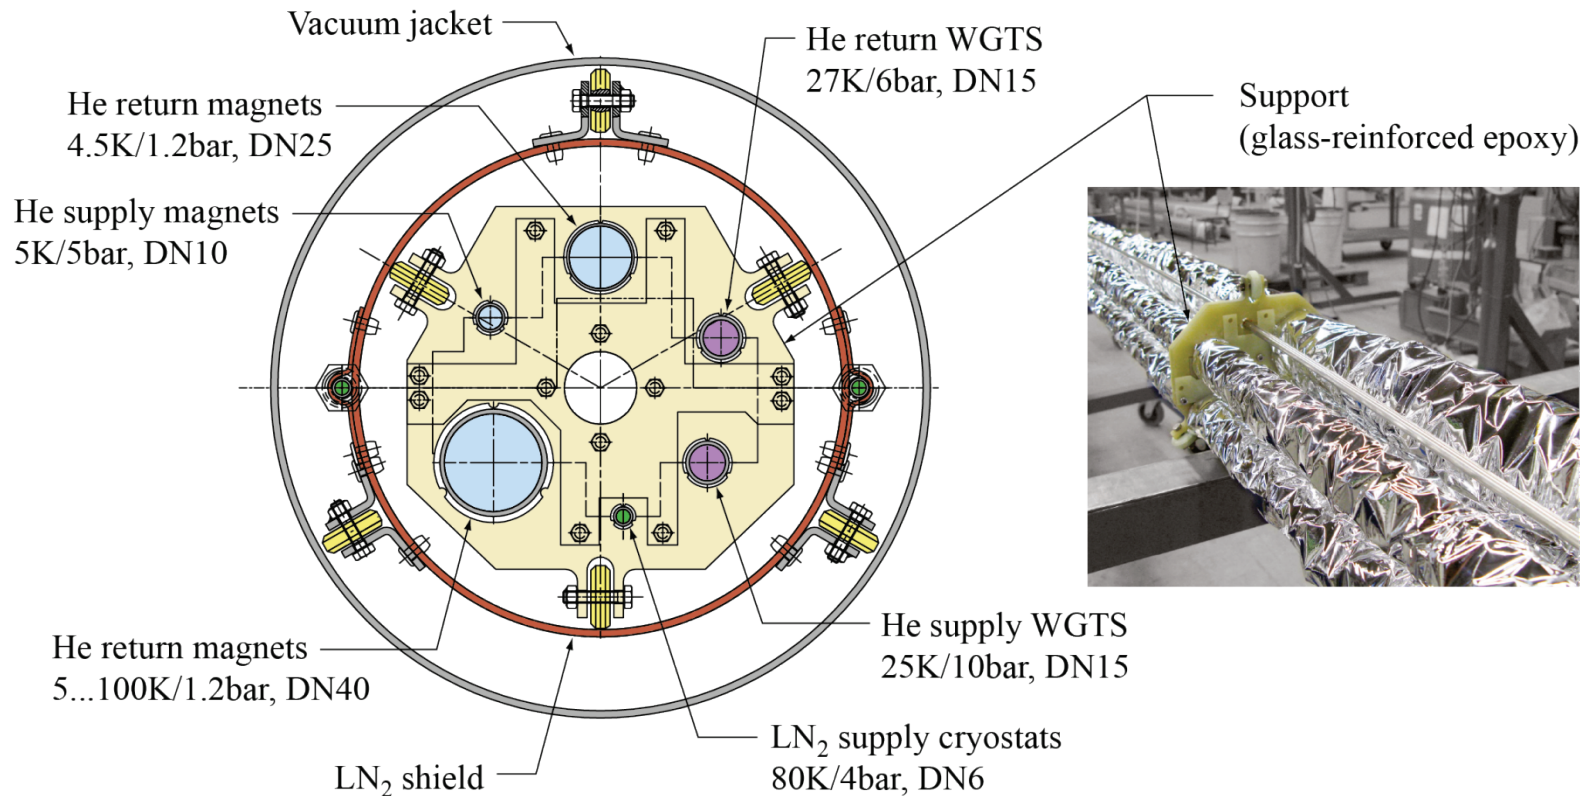 Vacuum jacket
He return WGTS
27K/6bar, DN15
He return magnets
4.5K/1.2bar, DN25
Support
(glass-reinforced epoxy)
He supply magnets
5K/5bar, DN10
He return magnets
5...100K/1.2bar, DN40
He supply WGTS
25K/10bar, DN15
LN₂ supply cryostats
80K/4bar, DN6
LN₂ shield